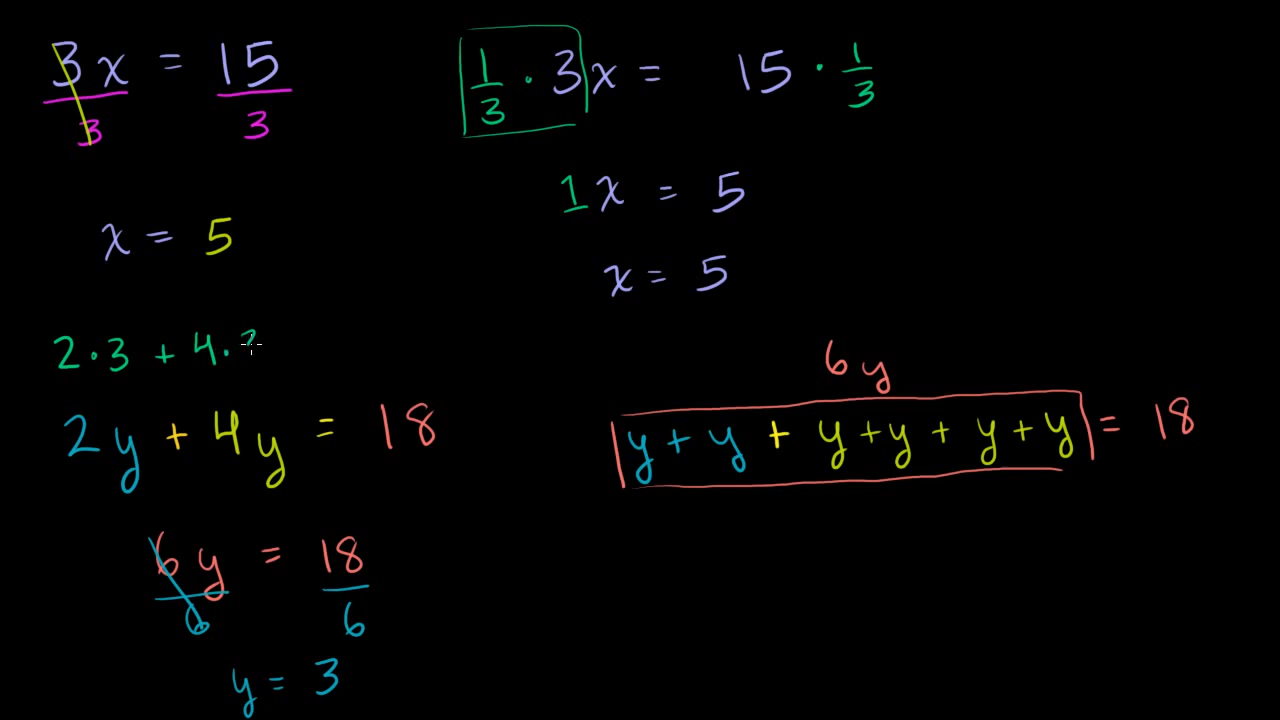 3x = 15
3 3
x = 5
1/3 · 3x = 15 · 1/3
1x = 5
x = 5
2·3 + 4·
2y + 4y = 18
6y = 18
6 6
y = 3
6y
y + y + y + y + y + y = 18